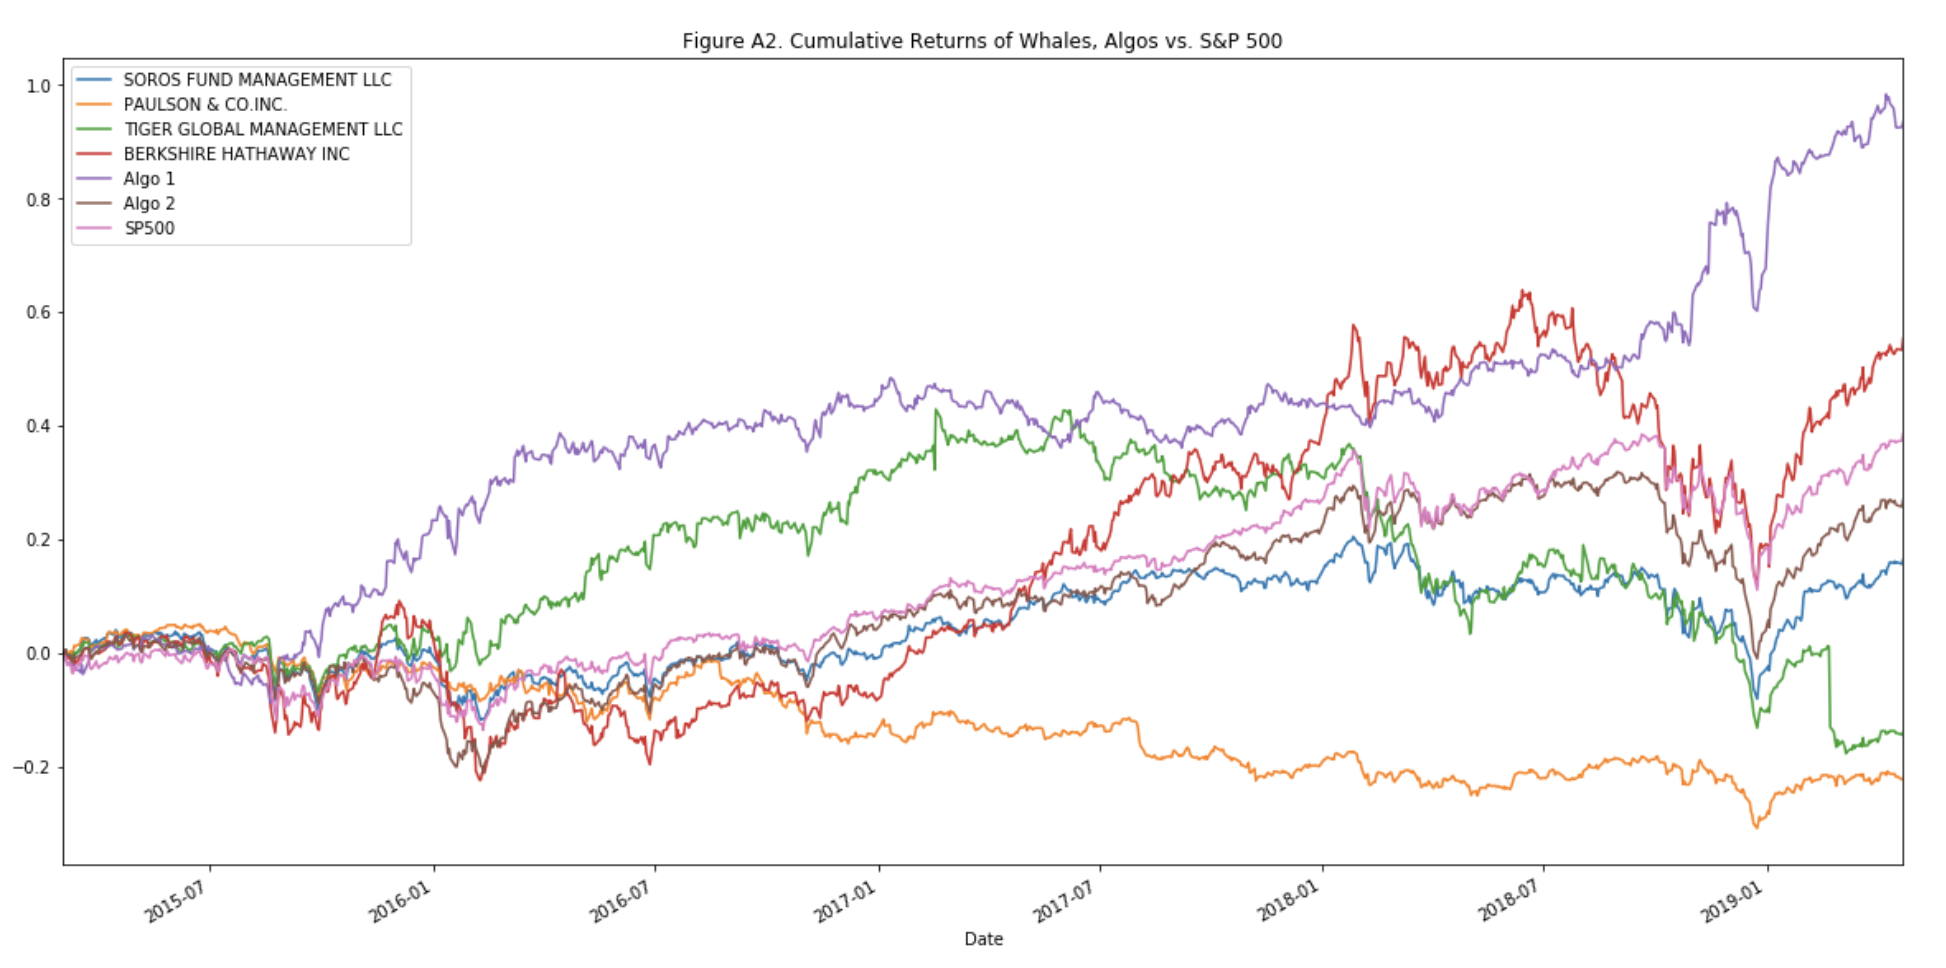 Figure A2. Cumulative Returns of Whales, Algos vs. S&P 500
SOROS FUND MANAGEMENT LLC
PAULSON & CO.INC.
TIGER GLOBAL MANAGEMENT LLC
BERKSHIRE HATHAWAY INC
Algo 1
Algo 2
SP500
1.0
0.8
0.6
0.4
0.2
0.0
−0.2
2015-07
2016-01
2016-07
2017-01
2017-07
2018-01
2018-07
2019-01
Date